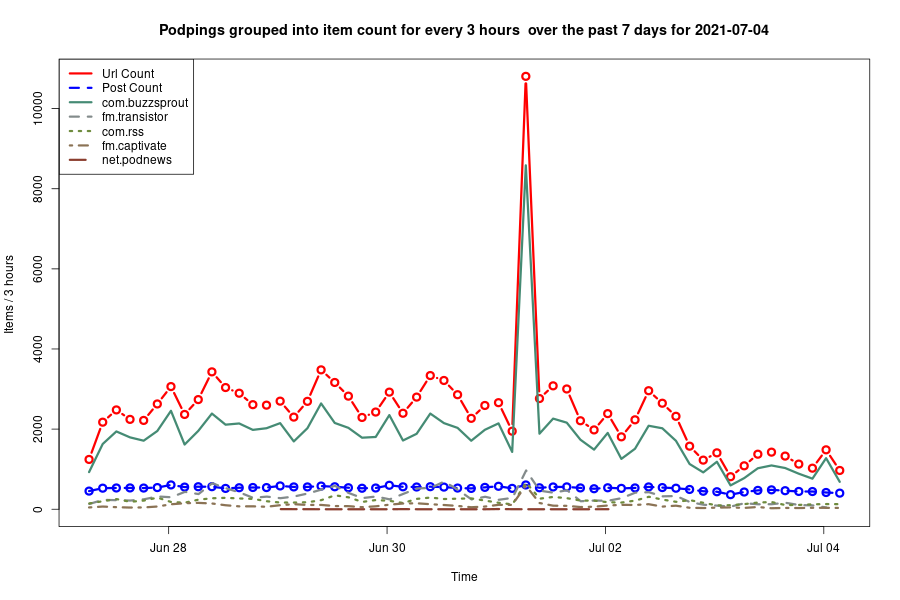 Podpings grouped into item count for every 3 hours  over the past 7 days for 2021-07-04
Url Count
Post Count
com.buzzsprout
fm.transistor
com.rss
fm.captivate
net.podnews
10000
8000
6000
4000
2000
0
Items / 3 hours
Jun 28
Jun 30
Jul 02
Jul 04
Time